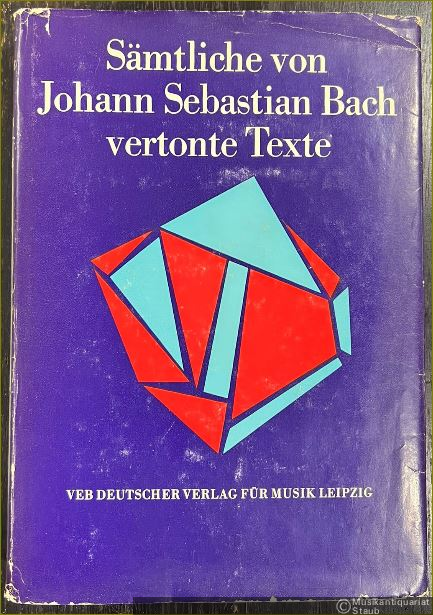 Sämtliche von
Johann Sebastian Bach
vertonte Texte
VEB DEUTSCHER VERLAG FÜR MUSIK LEIPZIG
© Musikantiquariat
Staub